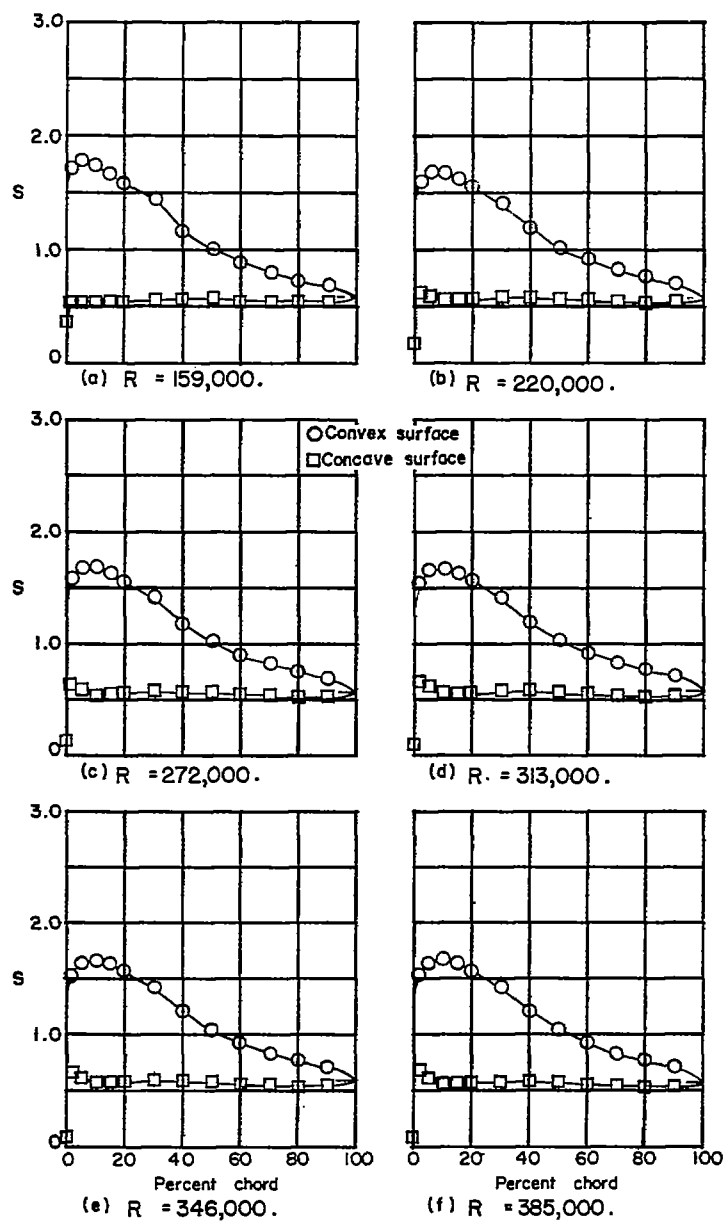 3.0
2.0
S
1.0
0
(a) R = 159,000.
(b) R = 220,000.
3.0
○ Convex surface
□ Concave surface
2.0
S
1.0
0
(c) R = 272,000.
(d) R. = 313,000.
3.0
2.0
S
1.0
0
0 20 40 60 80 100
0 20 40 60 80 100
Percent chord
Percent chord
(e) R = 346,000.
(f) R = 385,000.